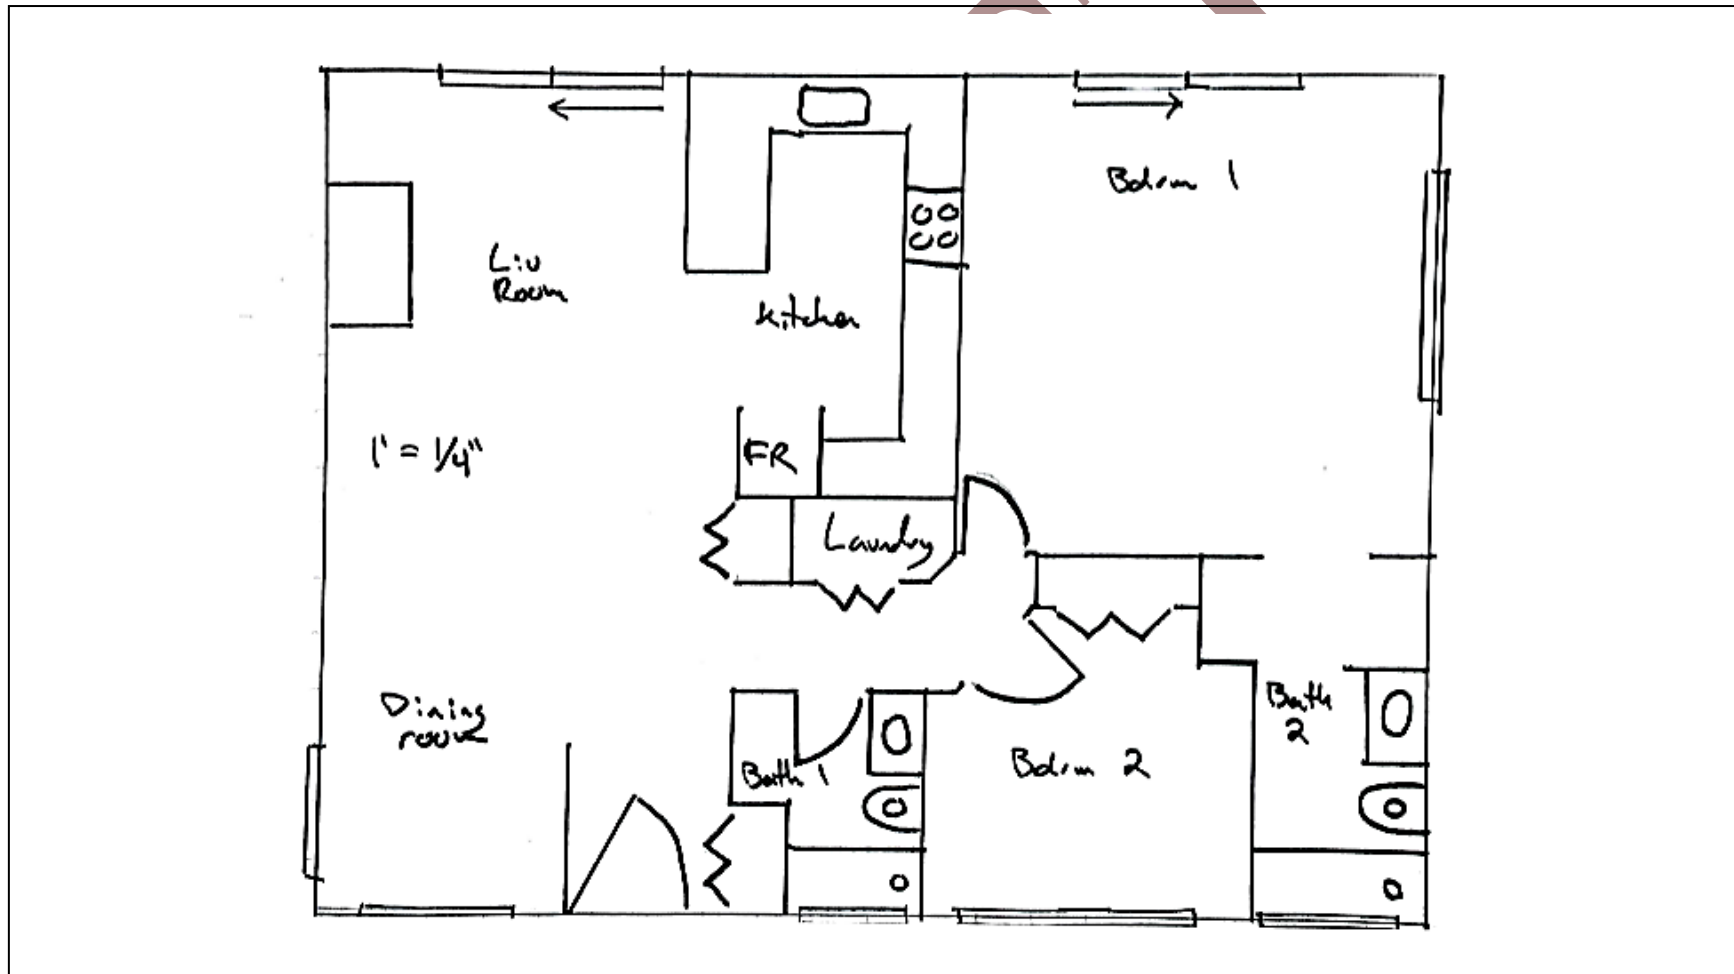 Bdrm 1
Liv
Room
Kitchen
1' = 1/4"
FR
Laundry
Dining
room
Bath 1
Bdrm 2
Bath
2